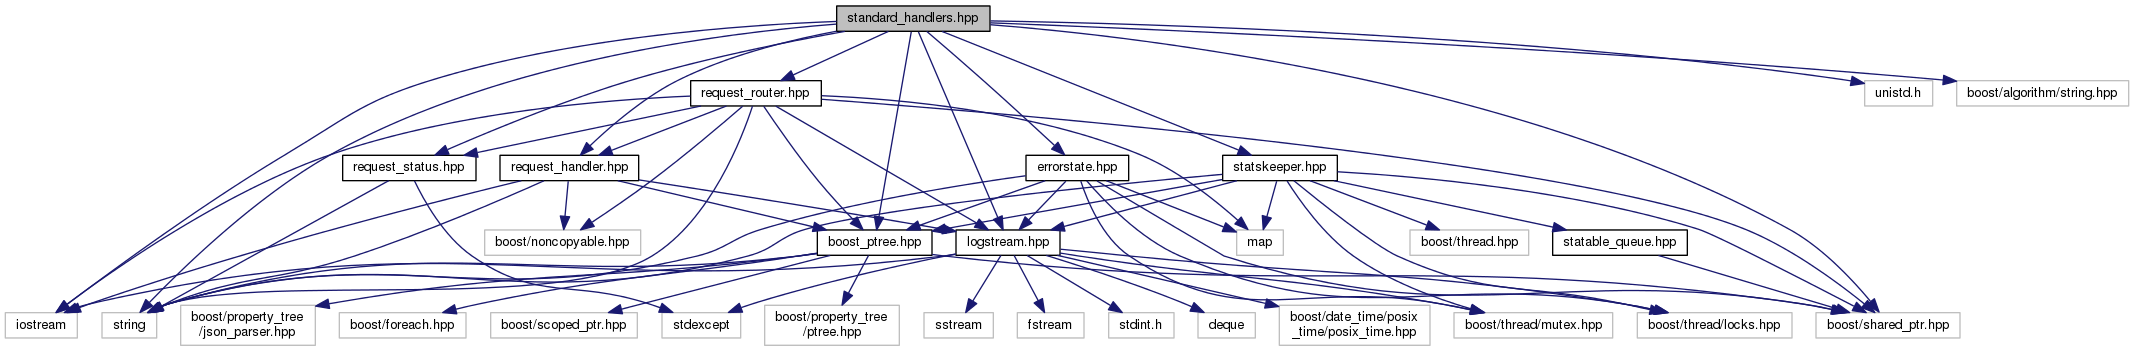 standard_handlers.hpp
request_router.hpp
unistd.h
boost/algorithm/string.hpp
request_status.hpp
request_handler.hpp
errorstate.hpp
statskeeper.hpp
boost/noncopyable.hpp
boost_ptree.hpp
logstream.hpp
map
boost/thread.hpp
statable_queue.hpp
iostream
string
boost/property_tree
/json_parser.hpp
boost/foreach.hpp
boost/scoped_ptr.hpp
stdexcept
boost/property_tree
/ptree.hpp
sstream
fstream
stdint.h
deque
boost/date_time/posix
_time/posix_time.hpp
boost/thread/mutex.hpp
boost/thread/locks.hpp
boost/shared_ptr.hpp